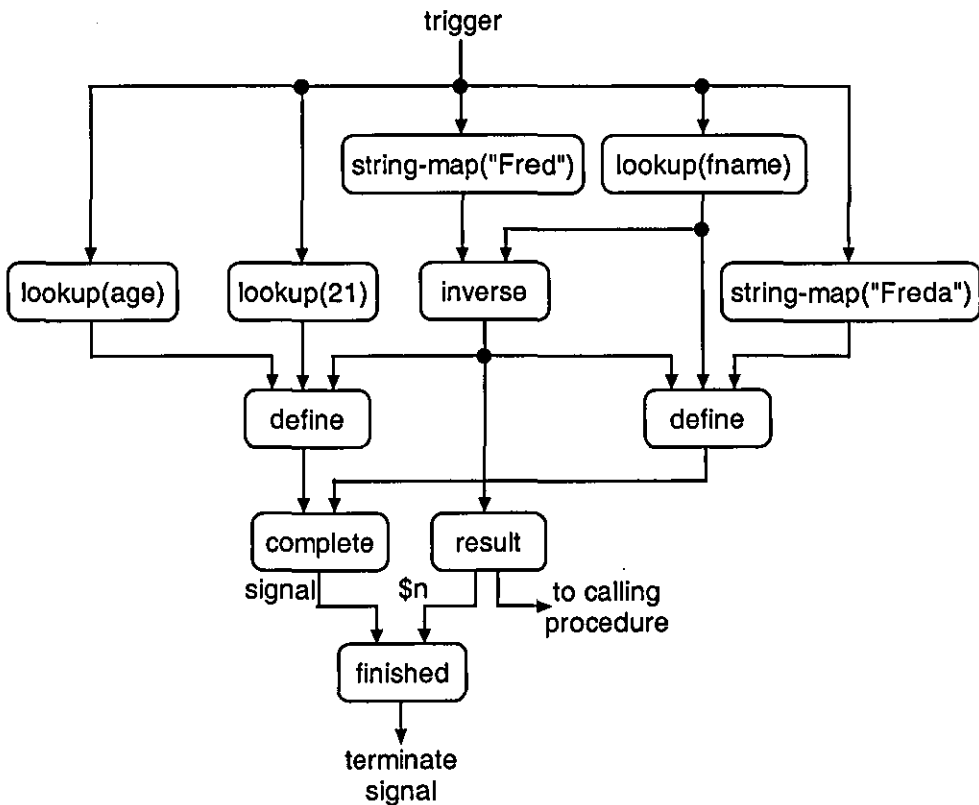 trigger
string-map("Fred")
lookup(fname)
lookup(age)
lookup(21)
inverse
string-map("Freda")
define
define
complete
result
signal
$n
to calling
procedure
finished
terminate
signal